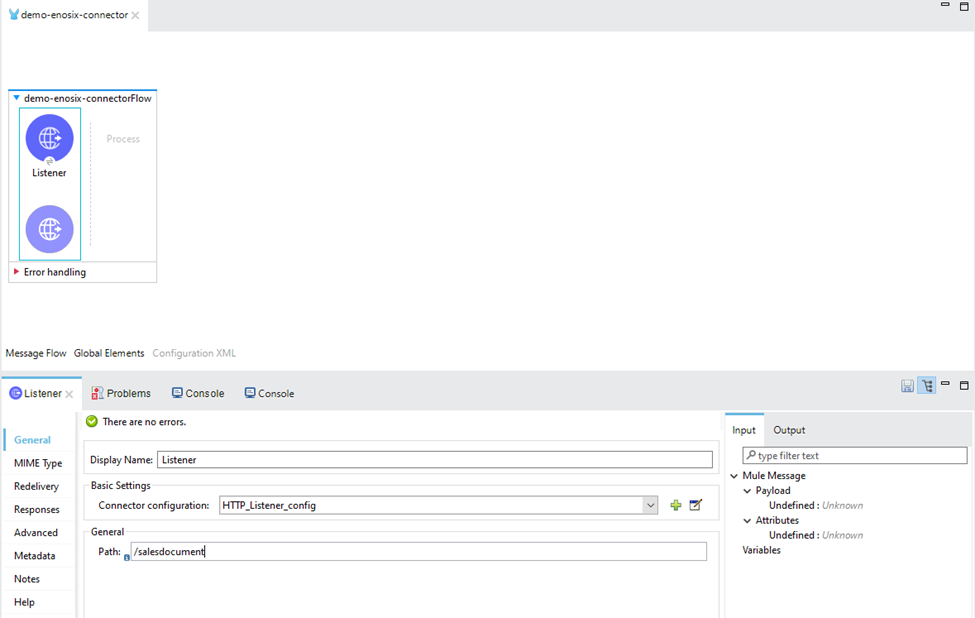 demo-enosix-connector
demo-enosix-connectorFlow
Listener
Process
Error handling
Message Flow Global Elements Configuration XML
Listener Problems Console Console
There are no errors.
General
MIME Type
Redelivery
Responses
Advanced
Metadata
Notes
Help
Display Name: Listener
Basic Settings
Connector configuration: HTTP_Listener_config
General
Path: /salesdocument
Input Output
type filter text
Mule Message
Payload
Undefined : Unknown
Attributes
Undefined : Unknown
Variables